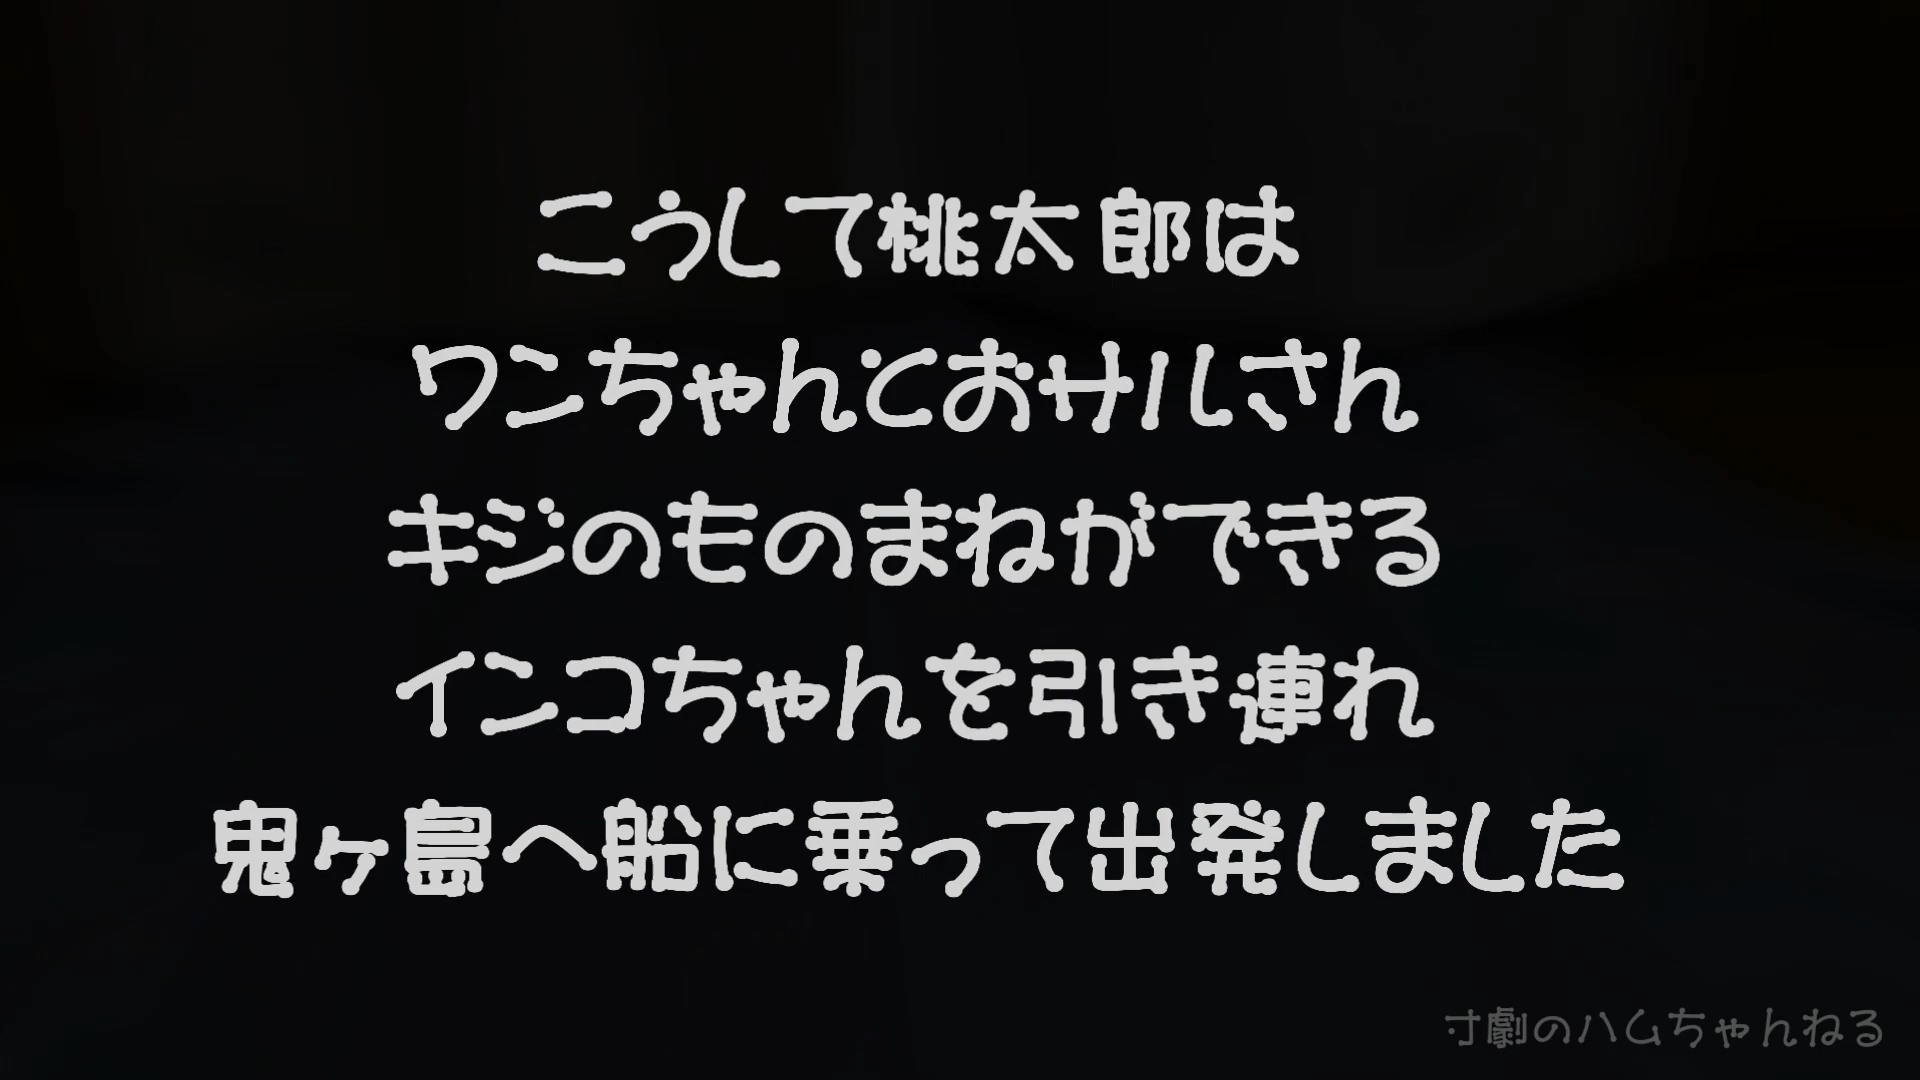 こうして桃太郎は
ワンちゃんとおサルさん
キジのものまねができる
インコちゃんを引き連れ
鬼ヶ島へ船に乗って出発しました
寸劇のハムちゃんねる